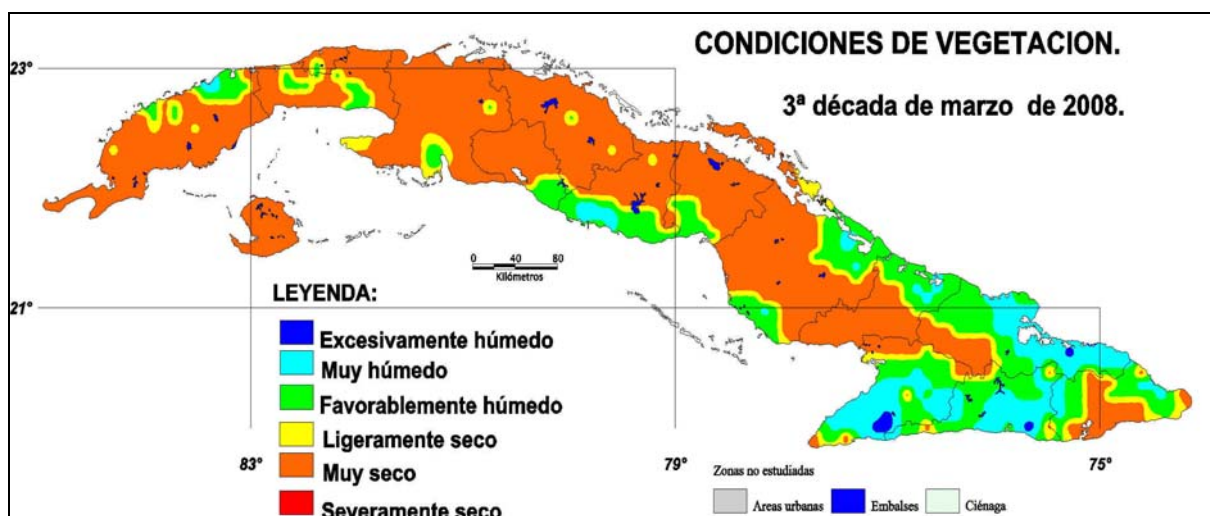 CONDICIONES DE VEGETACION.
23°
3ª década de marzo de 2008.
0 40 80
Kilómetros
21°
LEYENDA:
Excesivamente húmedo
Muy húmedo
Favorablemente húmedo
Ligeramente seco
Muy seco
Severamente seco
83°
79°
75°
Zonas no estudiadas
Areas urbanas
Embalses
Ciénaga